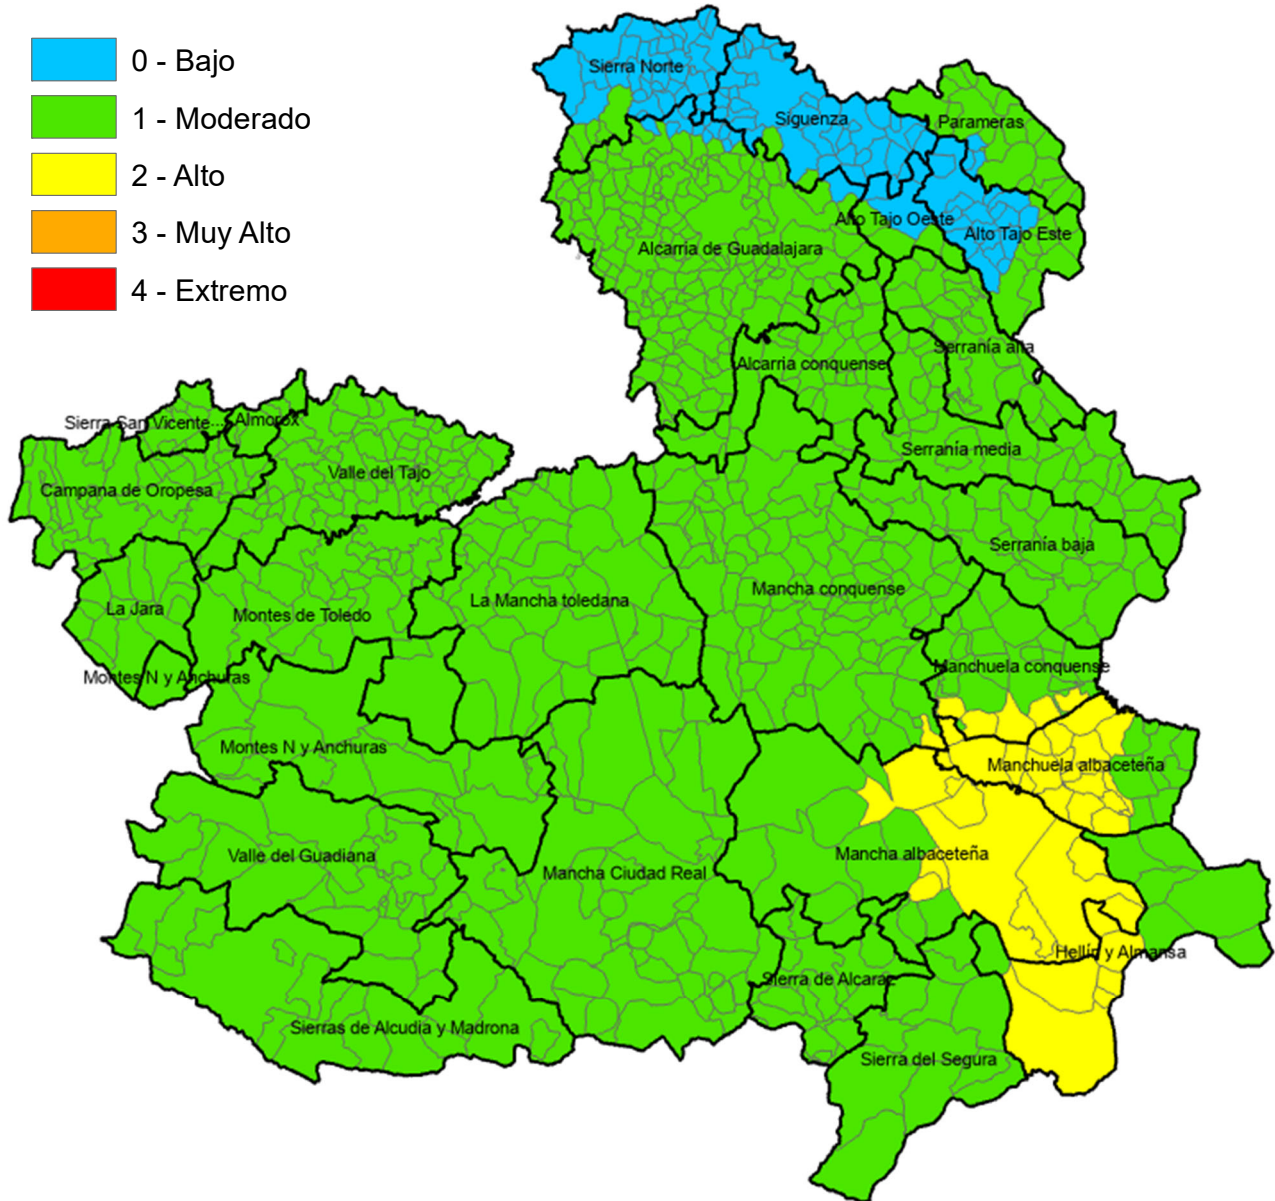 0 - Bajo
1 - Moderado
2 - Alto
3 - Muy Alto
4 - Extremo
Sierra Norte
Siguenza
Parameras
Alto Tajo Oeste
Alto Tajo Este
Alcarria de Guadalajara
Serranía alta
Alcarria conquense
Sierra San Vicente...
Almorox
Serranía media
Valle del Tajo
Campana de Oropesa
Serranía baja
Mancha conquense
La Mancha toledana
La Jara
Montes de Toledo
Manchuela conquense
Montes N y Anchuras
Montes N y Anchuras
Manchuela albaceteña
Mancha albaceteña
Valle del Guadiana
Mancha Ciudad Real
Hellín y Almansa
Sierra de Alcaraz
Sierras de Alcudia y Madrona
Sierra del Segura